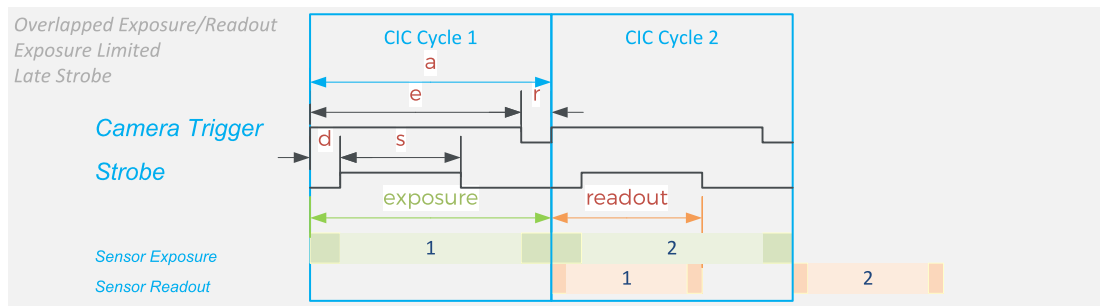 Overlapped Exposure/Readout
Exposure Limited
Late Strobe
CIC Cycle 1
CIC Cycle 2
a
e
r
Camera Trigger
d
s
Strobe
exposure
readout
Sensor Exposure
1
2
Sensor Readout
1
2